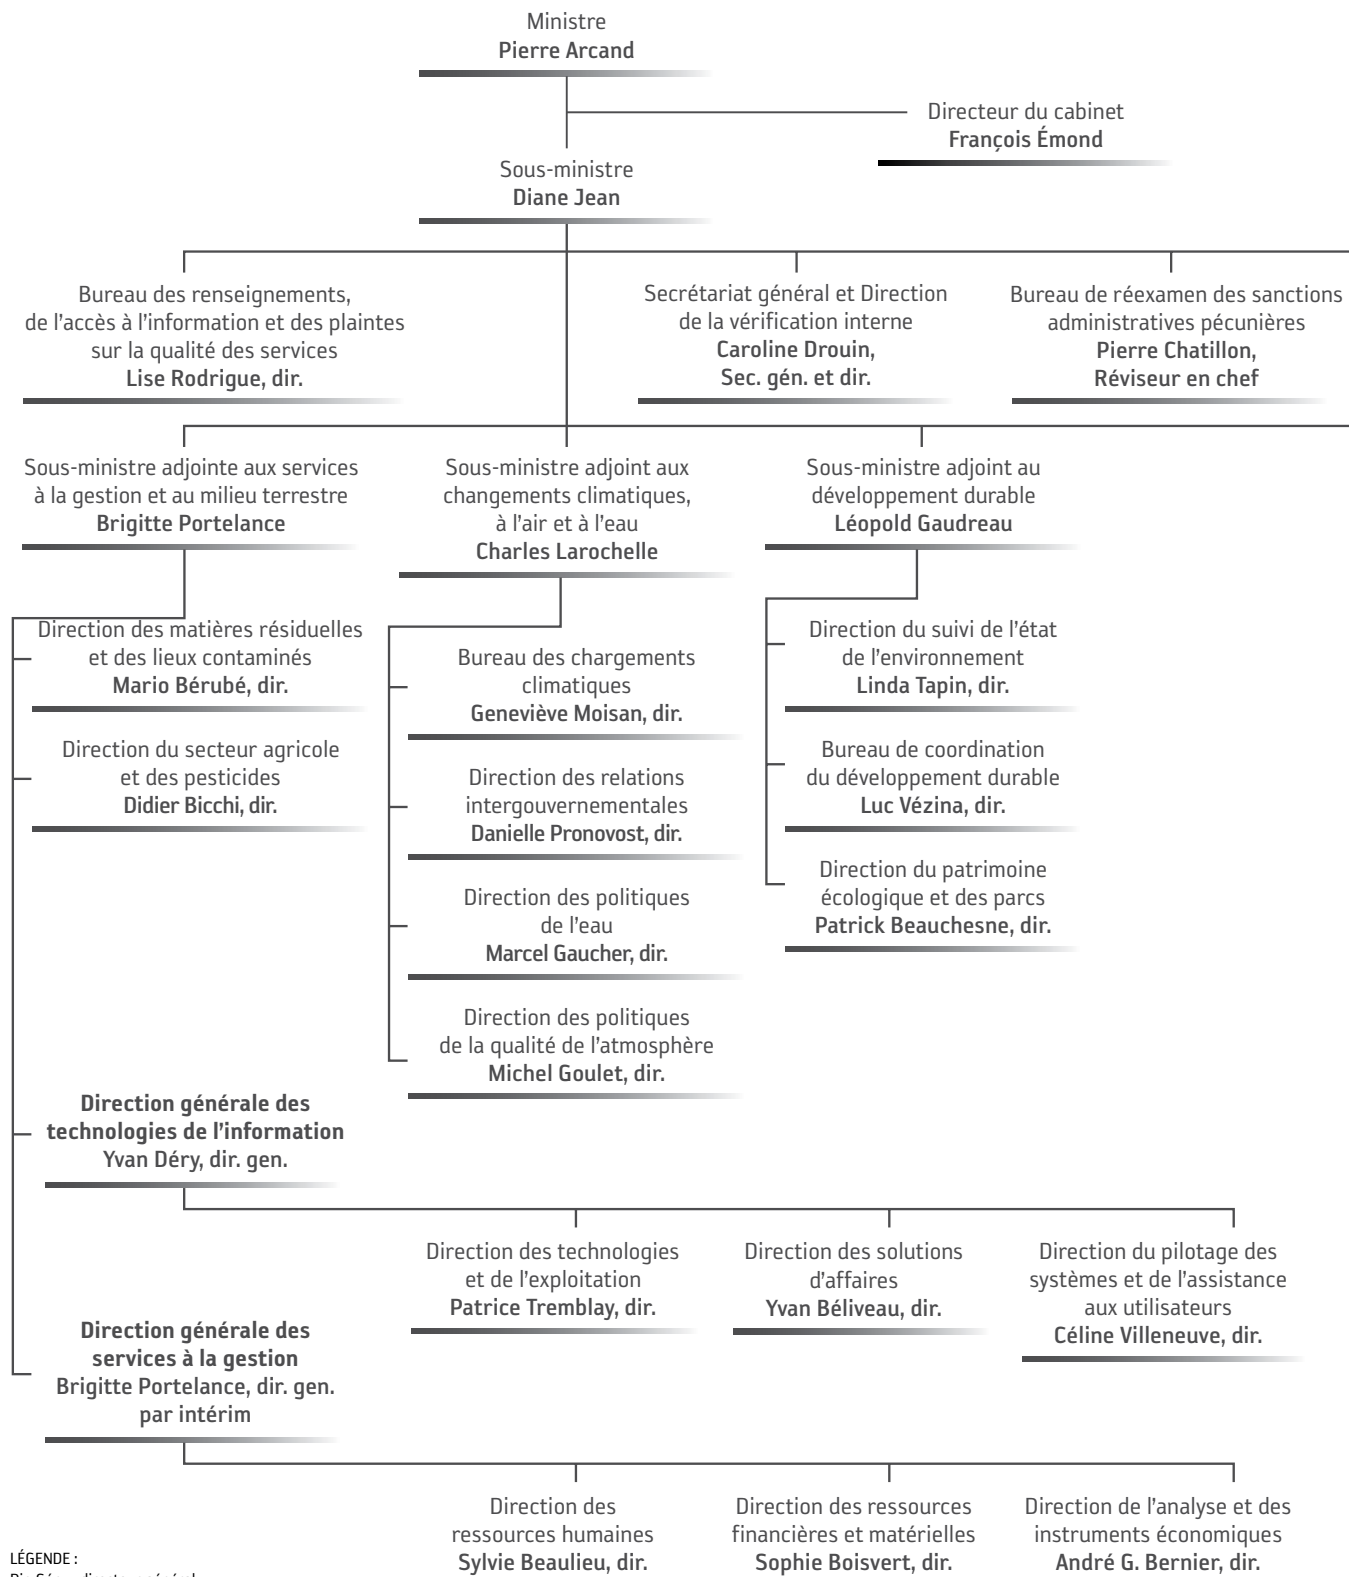 Ministre
Pierre Arcand
Directeur du cabinet
François Émond
Sous-ministre
Diane Jean
Bureau des renseignements,
de l'accès à l'information et des plaintes
sur la qualité des services
Lise Rodrigue, dir.
Secrétariat général et Direction
de la vérification interne
Caroline Drouin,
Sec. gén. et dir.
Bureau de réexamen des sanctions
administratives pécunières
Pierre Chatillon,
Réviseur en chef
Sous-ministre adjointe aux services
à la gestion et au milieu terrestre
Brigitte Portelance
Sous-ministre adjoint aux
changements climatiques,
à l'air et à l'eau
Charles Larochelle
Sous-ministre adjoint au
développement durable
Léopold Gaudreau
Direction des matières résiduelles
et des lieux contaminés
Mario Bérubé, dir.
Direction du secteur agricole
et des pesticides
Didier Bicchi, dir.
Bureau des chargements
climatiques
Geneviève Moisan, dir.
Direction des relations
intergouvernementales
Danielle Pronovost, dir.
Direction des politiques
de l'eau
Marcel Gaucher, dir.
Direction des politiques
de la qualité de l'atmosphère
Michel Goulet, dir.
Direction du suivi de l'état
de l'environnement
Linda Tapin, dir.
Bureau de coordination
du développement durable
Luc Vézina, dir.
Direction du patrimoine
écologique et des parcs
Patrick Beauchesne, dir.
Direction générale des
technologies de l'information
Yvan Déry, dir. gen.
Direction des technologies
et de l'exploitation
Patrice Tremblay, dir.
Direction des solutions
d'affaires
Yvan Béliveau, dir.
Direction du pilotage des
systèmes et de l'assistance
aux utilisateurs
Céline Villeneuve, dir.
Direction générale des
services à la gestion
Brigitte Portelance, dir. gen.
par intérim
Direction des
ressources humaines
Sylvie Beaulieu, dir.
Direction des ressources
financières et matérielles
Sophie Boisvert, dir.
Direction de l'analyse et des
instruments économiques
André G. Bernier, dir.
LÉGENDE :